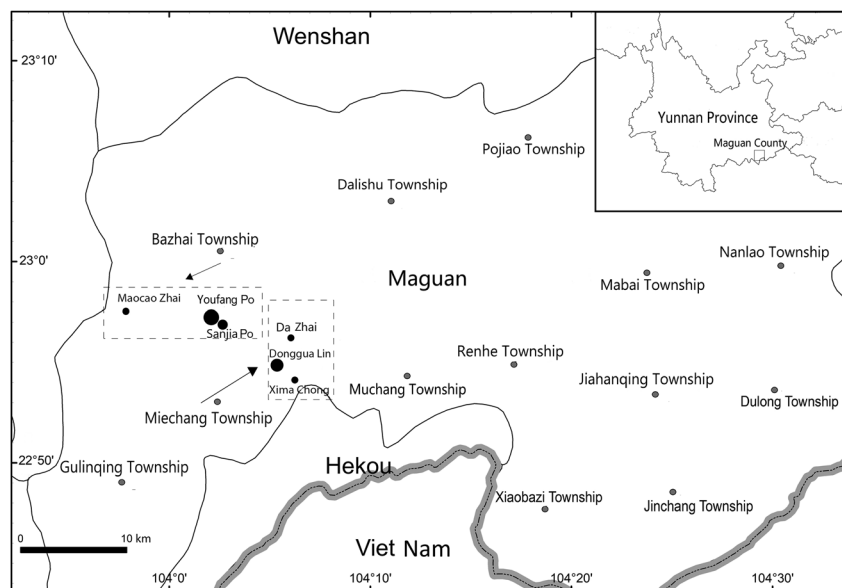 Wenshan
23°10'
Yunnan Province
Maguan County
Pojiao Township
Dalishu Township
Bazhai Township
Nanlao Township
23°0'
Maguan
Mabai Township
Maocao Zhai
Youfang Po
Sanjia Po
Da Zhai
Donggua Lin
Renhe Township
Xima Chong
Muchang Township
Jiahanqing Township
Dulong Township
Miechang Township
22°50'
Gulinqing Township
Hekou
Xiaobazi Township
Jinchang Township
0
10 km
Viet Nam
104°0'
104°10'
104°20'
104°30'